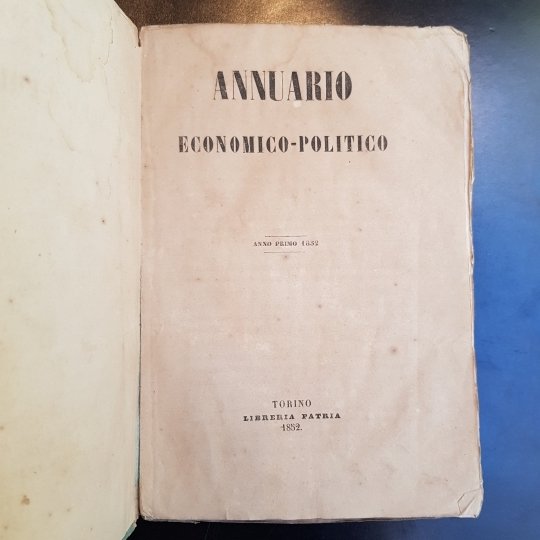 ANNUARIO
ECONOMICO-POLITICO
ANNO PRIMO 1852
TORINO
LIBRERIA PATRIA
1852.